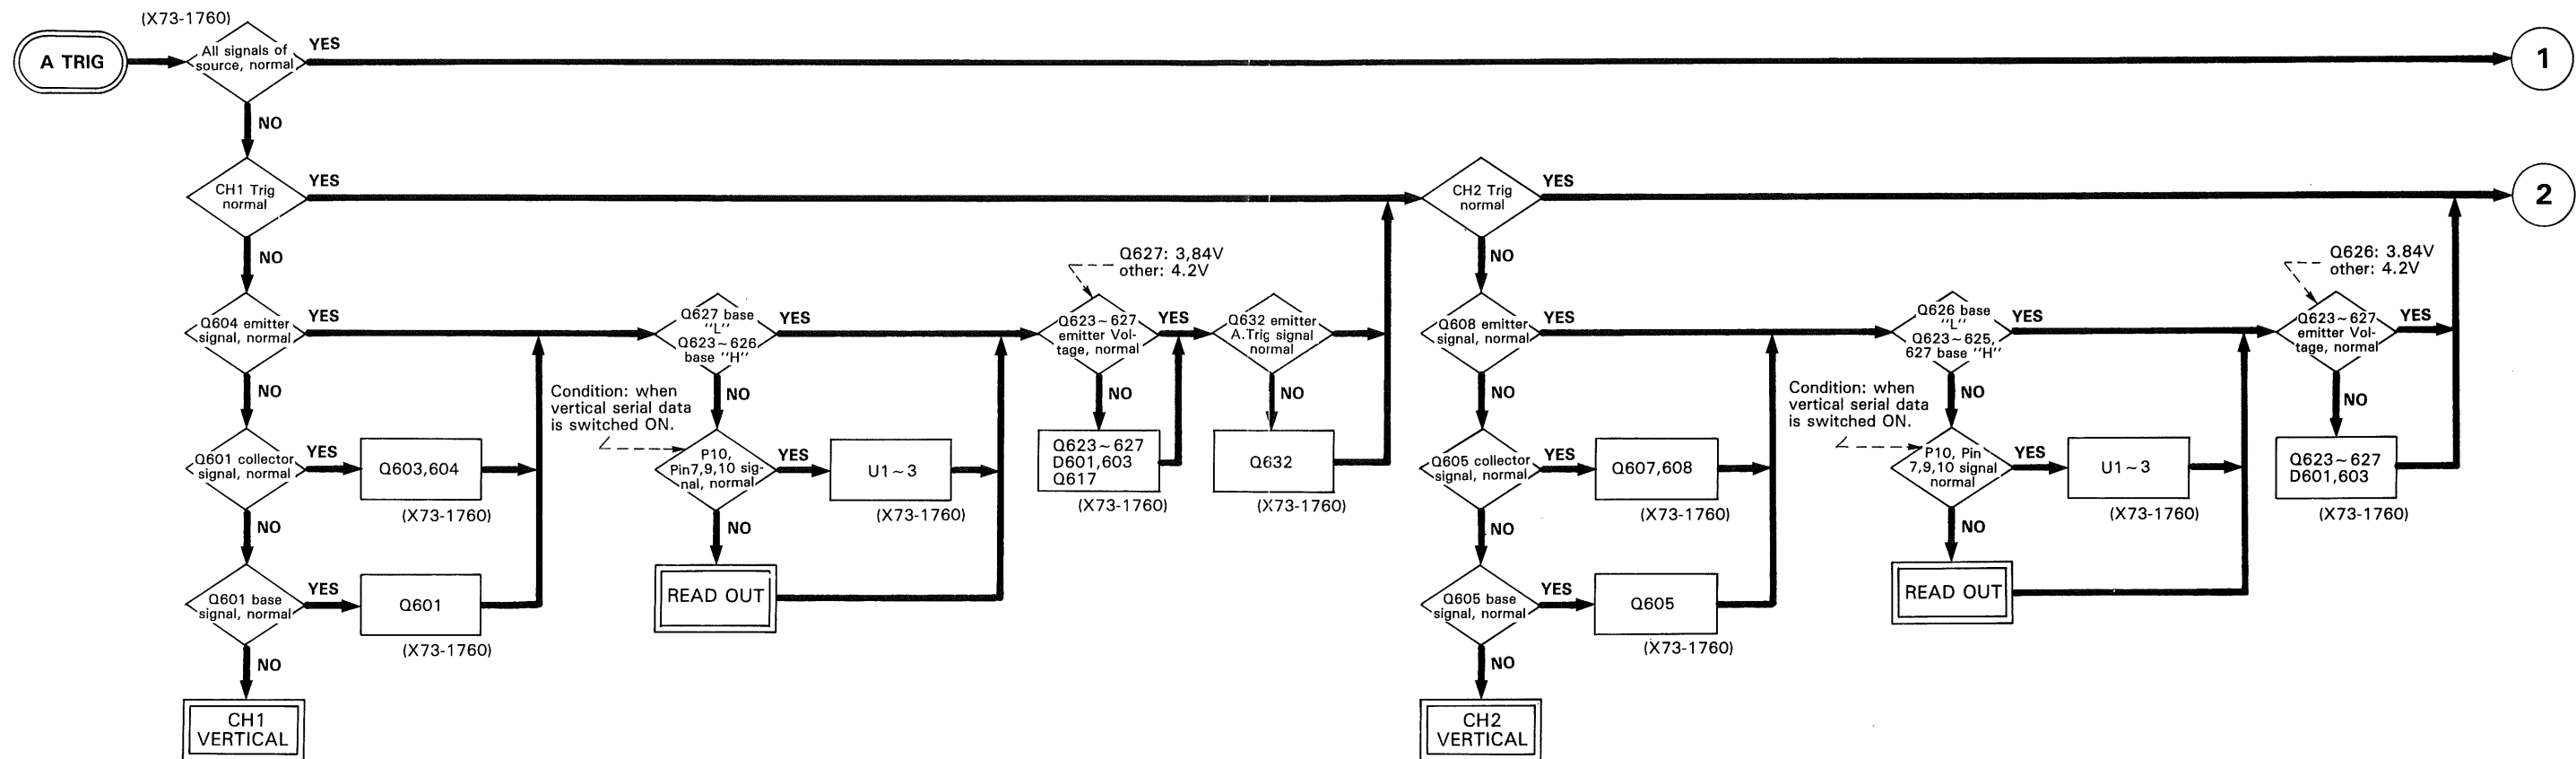 (X73-1760)
A TRIG
All signals of
source, normal
YES
1
NO
CH1 Trig
normal
YES
CH2 Trig
normal
YES
2
NO
NO
Q604 emitter
signal, normal
YES
Q627 base
"L"
Q623~626
base "H"
YES
Q627: 3,84V
other: 4.2V
Q623~627
emitter Vol-
tage, normal
YES
Q632 emitter
A.Trig signal
normal
Q608 emitter
signal, normal
YES
Q626 base
"L"
Q623~625,
627 base "H"
YES
Q626: 3.84V
other: 4.2V
Q623~627
emitter Vol-
tage, normal
YES
NO
Condition: when
vertical serial data
is switched ON.
NO
NO
NO
NO
Condition: when
vertical serial data
is switched ON.
NO
NO
Q601 collector
signal, normal
YES
Q603,604
(X73-1760)
P10,
Pin7,9,10 sig-
nal, normal
YES
U1~3
(X73-1760)
Q623~627
D601,603
Q617
(X73-1760)
Q632
(X73-1760)
Q605 collector
signal, normal
YES
Q607,608
(X73-1760)
P10, Pin
7,9,10 signal
normal
YES
U1~3
(X73-1760)
Q623~627
D601,603
(X73-1760)
NO
NO
NO
NO
Q601 base
signal, normal
YES
Q601
(X73-1760)
READ OUT
Q605 base
signal, normal
YES
Q605
(X73-1760)
READ OUT
NO
NO
CH1
VERTICAL
CH2
VERTICAL